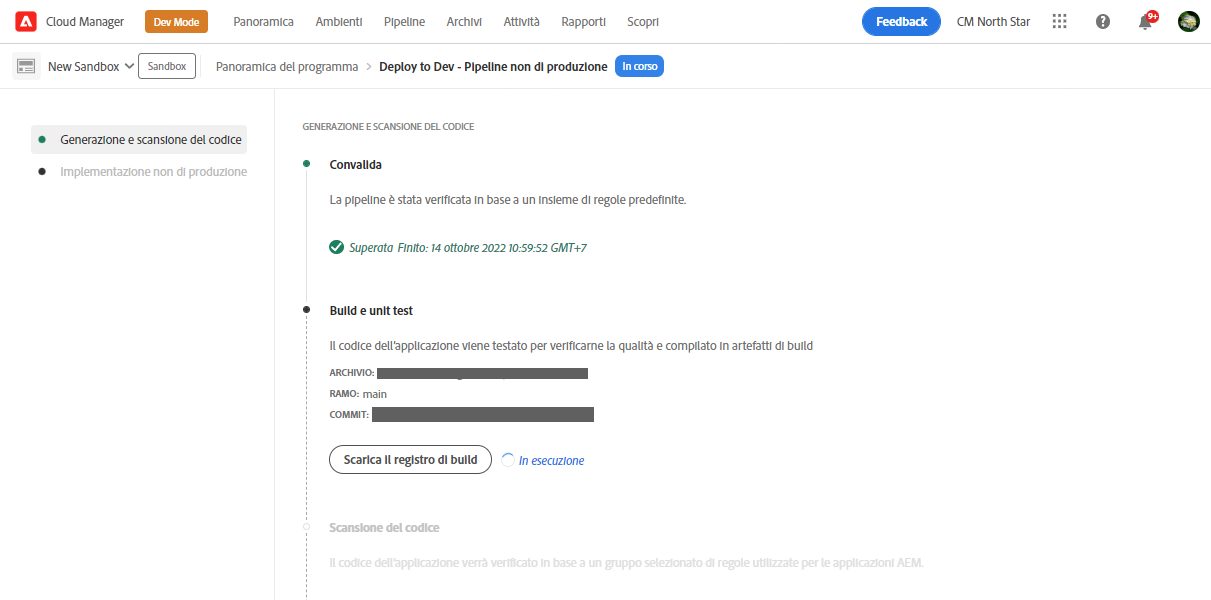 Cloud Manager Dev Mode Panoramica Ambienti Pipeline Archivi Attività Rapporti Scopri Feedback CM North Star ? 9+
New Sandbox Sandbox Panoramica del programma > Deploy to Dev - Pipeline non di produzione In corso
Generazione e scansione del codice
Implementazione non di produzione
GENERAZIONE E SCANSIONE DEL CODICE
Convalida
La pipeline è stata verificata in base a un insieme di regole predefinite.
Superata Finito: 14 ottobre 2022 10:59:52 GMT+7
Build e unit test
Il codice dell'applicazione viene testato per verificarne la qualità e compilato in artefatti di build
ARCHIVIO:
RAMO: main
COMMIT:
Scarica il registro di build In esecuzione
Scansione del codice
Il codice dell'applicazione verrà verificato in base a un gruppo selezionato di regole utilizzate per le applicazioni AEM.